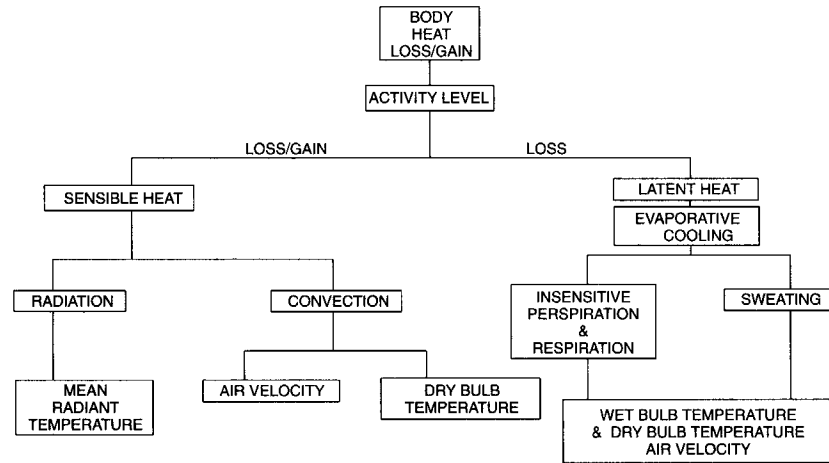 BODY
HEAT
LOSS/GAIN
ACTIVITY LEVEL
LOSS/GAIN
LOSS
SENSIBLE HEAT
LATENT HEAT
EVAPORATIVE
COOLING
RADIATION
CONVECTION
INSENSITIVE
PERSPIRATION
&
RESPIRATION
SWEATING
MEAN
RADIANT
TEMPERATURE
AIR VELOCITY
DRY BULB
TEMPERATURE
WET BULB TEMPERATURE
& DRY BULB TEMPERATURE
AIR VELOCITY